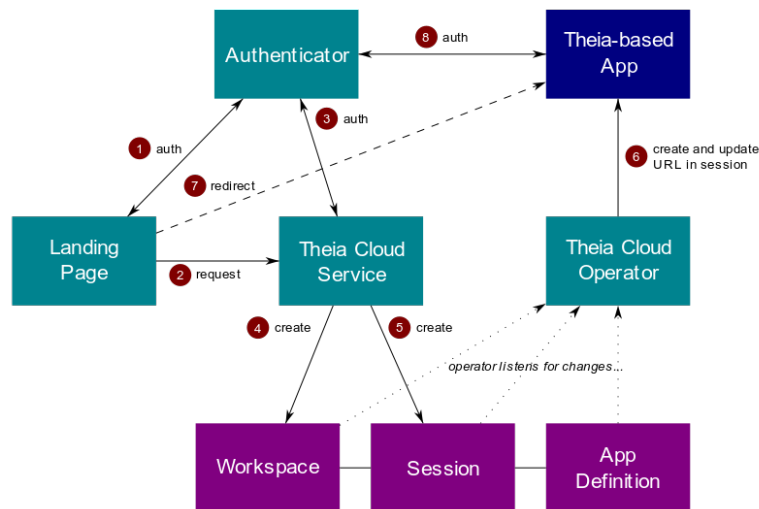 Authenticator
8 auth
Theia-based
App
3 auth
1 auth
6 create and update
URL in session
7 redirect
Landing
Page
2 request
Theia Cloud
Service
Theia Cloud
Operator
4 create
5 create
operator listens for changes...
Workspace
Session
App
Definition